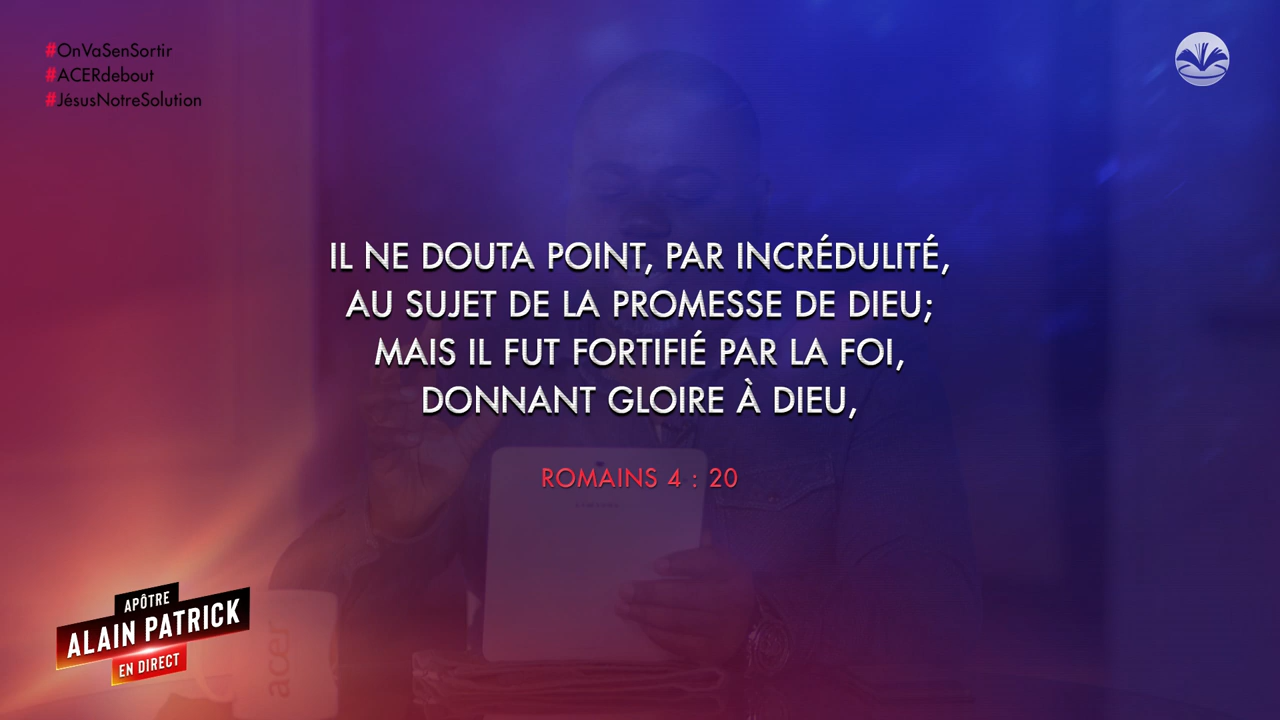 #OnVaSenSortir
#ACERdebout
#JésusNotreSolution
IL NE DOUTA POINT, PAR INCRÉDULITÉ,
AU SUJET DE LA PROMESSE DE DIEU;
MAIS IL FUT FORTIFIÉ PAR LA FOI,
DONNANT GLOIRE À DIEU,
ROMAINS 4 : 20
APÔTRE
ALAIN PATRICK
EN DIRECT
acer